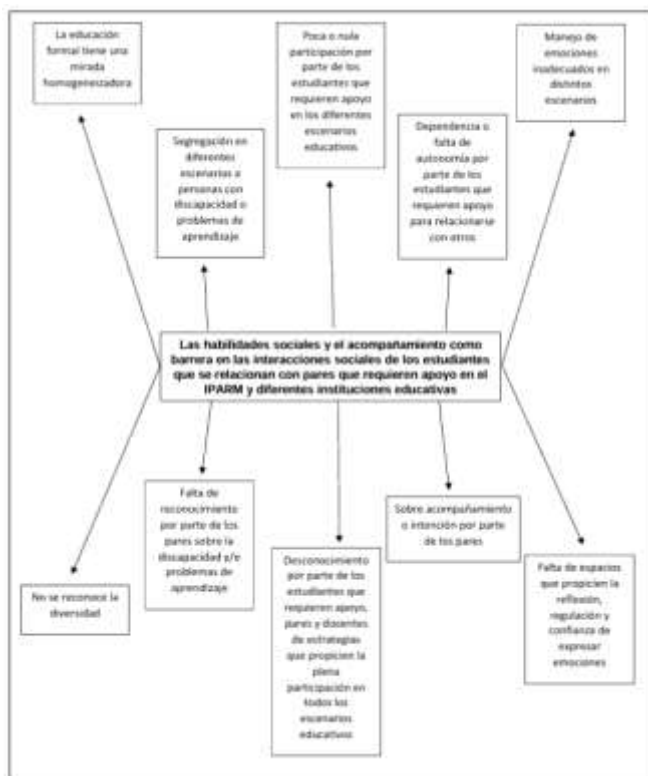 La educación
formal tiene una
mirada
homogeneizadora
Poca o nula
participación por
parte de los
estudiantes que
requieren apoyo
en los diferentes
escenarios
educativos
Manejo de
emociones
inadecuados en
distintos
escenarios
Segregación en
diferentes
escenarios a
personas con
discapacidad o
problemas de
aprendizaje
Dependencia o
falta de
autonomía por
parte de los
estudiantes que
requieren apoyo
para relacionarse
con otros
Las habilidades sociales y el acompañamiento como
barrera en las interacciones sociales de los estudiantes
que se relacionan con pares que requieren apoyo en el
IPARM y diferentes instituciones educativas
Falta de
reconocimiento
por parte de los
pares sobre la
discapacidad y/o
problemas de
aprendizaje
Sobre acompañamiento
o intención por parte
de los pares
No se reconoce la
diversidad
Desconocimiento
por parte de los
estudiantes que
requieren apoyo,
pares y docentes
de estrategias
que propicien la
plena
participación en
todos los
escenarios
educativos
Falta de espacios
que propicien la
reflexión,
regulación y
confianza de
expresar
emociones